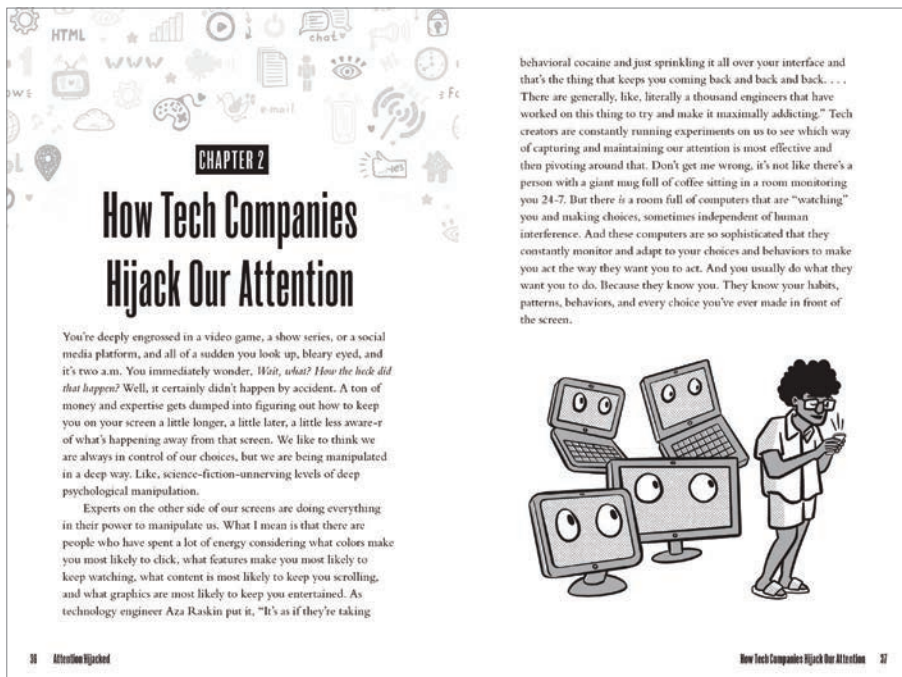 HTML
chat
WWW
e-mail
CHAPTER 2
How Tech Companies
Hijack Our Attention
You're deeply engrossed in a video game, a show series, or a social
media platform, and all of a sudden you look up, bleary eyed, and
it's two a.m. You immediately wonder, Wait, what? How the heck did
that happen? Well, it certainly didn't happen by accident. A ton of
money and expertise gets dumped into figuring out how to keep
you on your screen a little longer, a little later, a little less aware-r
of what's happening away from that screen. We like to think we
are always in control of our choices, but we are being manipulated
in a deep way. Like, science-fiction-unnerving levels of deep
psychological manipulation.
Experts on the other side of our screens are doing everything
in their power to manipulate us. What I mean is that there are
people who have spent a lot of energy considering what colors make
you most likely to click, what features make you most likely to
keep watching, what content is most likely to keep you scrolling,
and what graphics are most likely to keep you entertained. As
technology engineer Aza Raskin put it, “It's as if they're taking
36 Attention Hijacked
behavioral cocaine and just sprinkling it all over your interface and
that's the thing that keeps you coming back and back and back. . . .
There are generally, like, literally a thousand engineers that have
worked on this thing to try and make it maximally addicting.” Tech
creators are constantly running experiments on us to see which way
of capturing and maintaining our attention is most effective and
then pivoting around that. Don't get me wrong, it's not like there's a
person with a giant mug full of coffee sitting in a room monitoring
you 24-7. But there is a room full of computers that are “watching”
you and making choices, sometimes independent of human
interference. And these computers are so sophisticated that they
constantly monitor and adapt to your choices and behaviors to make
you act the way they want you to act. And you usually do what they
want you to do. Because they know you. They know your habits,
patterns, behaviors, and every choice you've ever made in front of
the screen.
How Tech Companies Hijack Our Attention 37